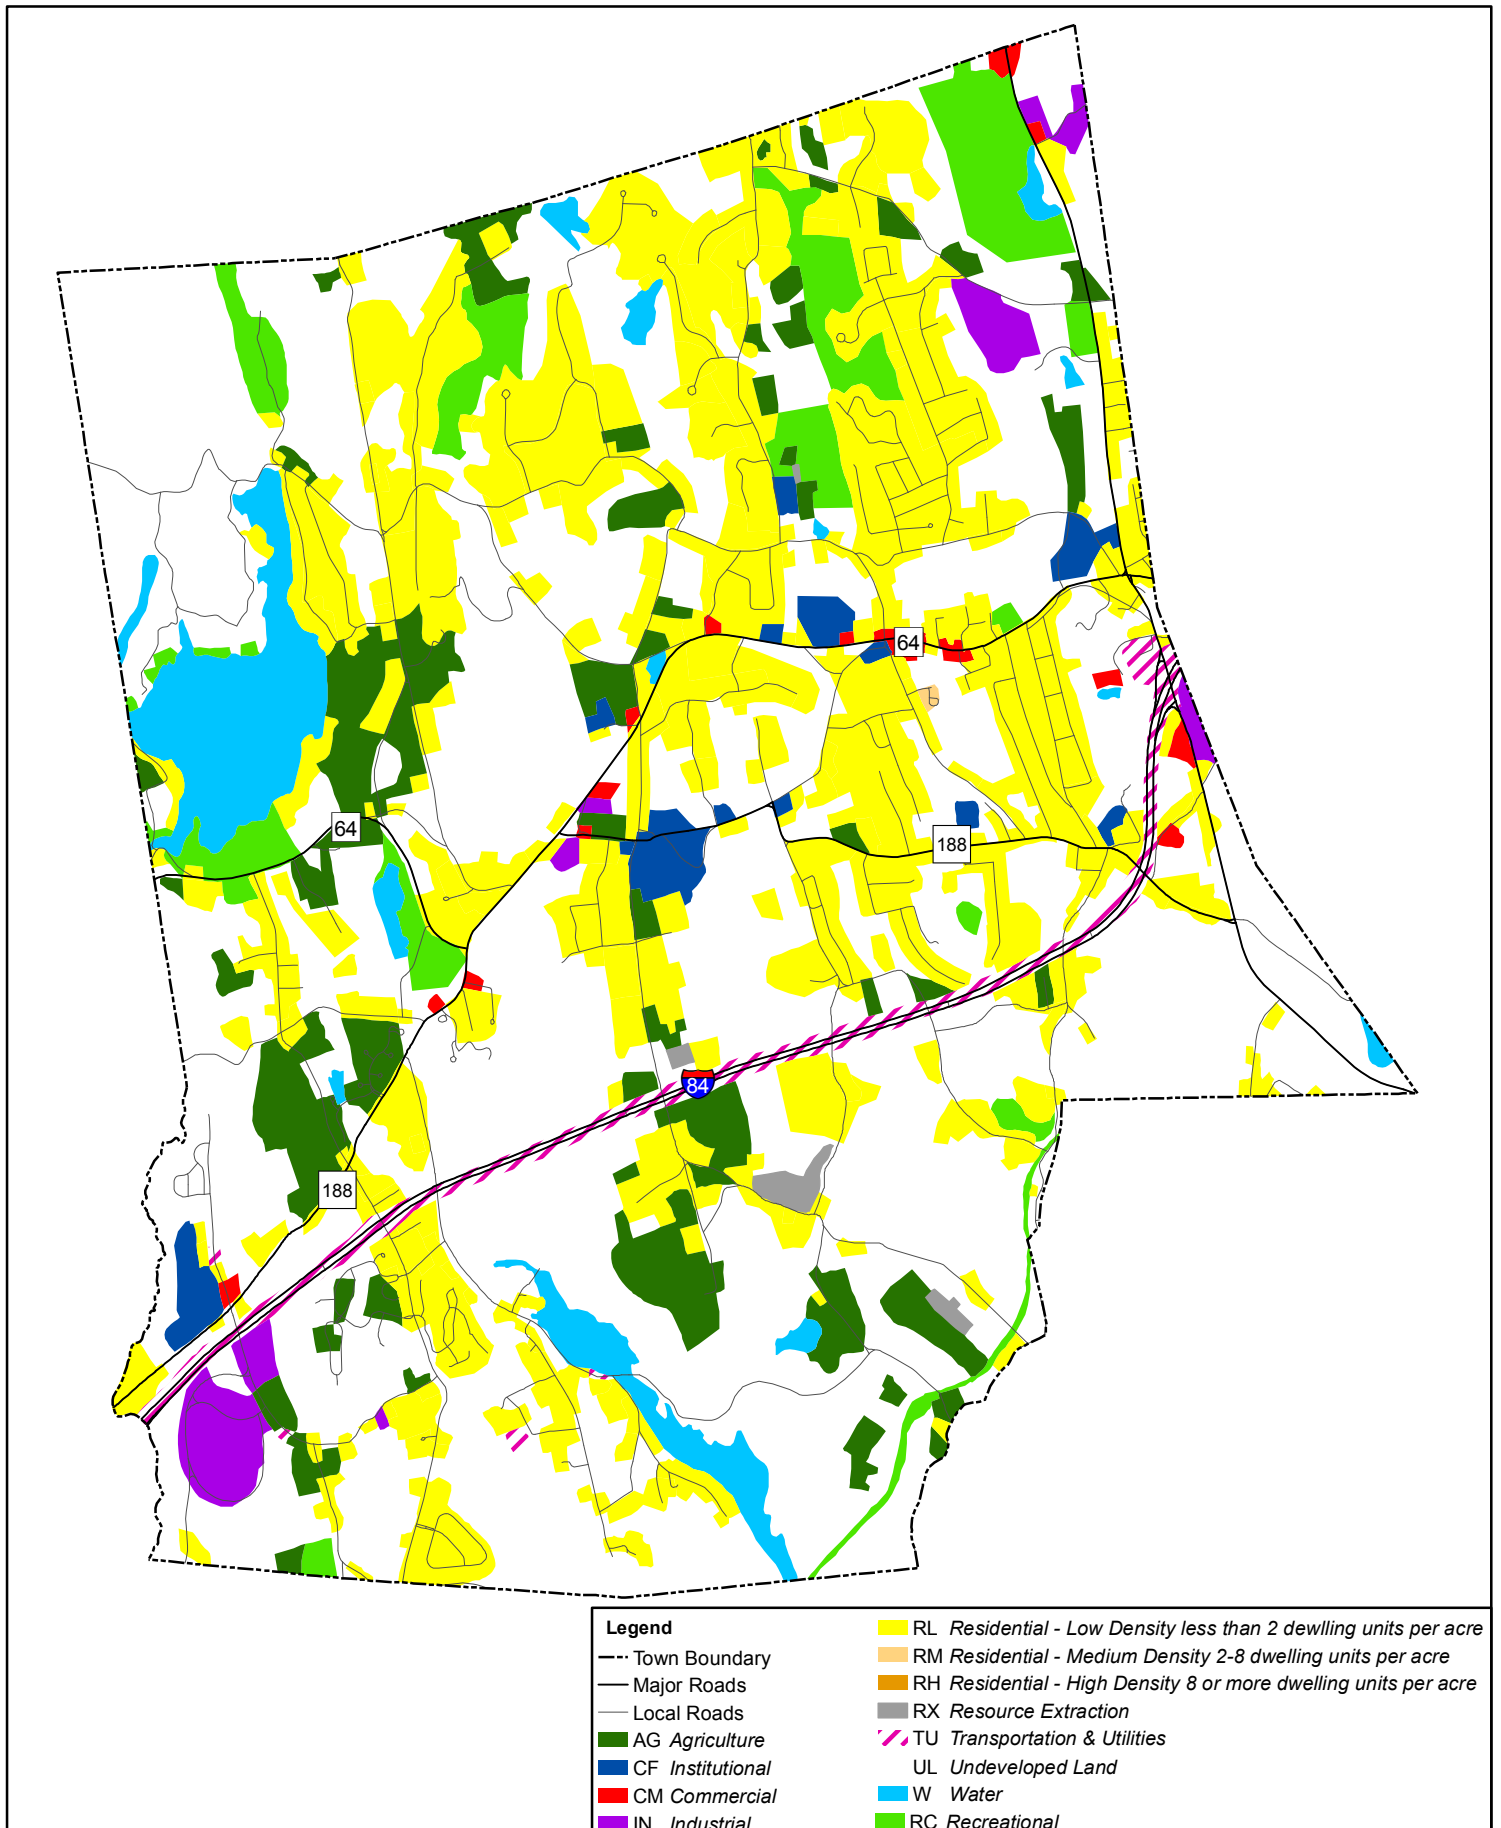 64
64
188
84
188
Legend
Town Boundary
Major Roads
Local Roads
AG Agriculture
CF Institutional
CM Commercial
IN Industrial
RL Residential - Low Density less than 2 dewlling units per acre
RM Residential - Medium Density 2-8 dwelling units per acre
RH Residential - High Density 8 or more dwelling units per acre
RX Resource Extraction
TU Transportation & Utilities
UL Undeveloped Land
W Water
RC Recreational